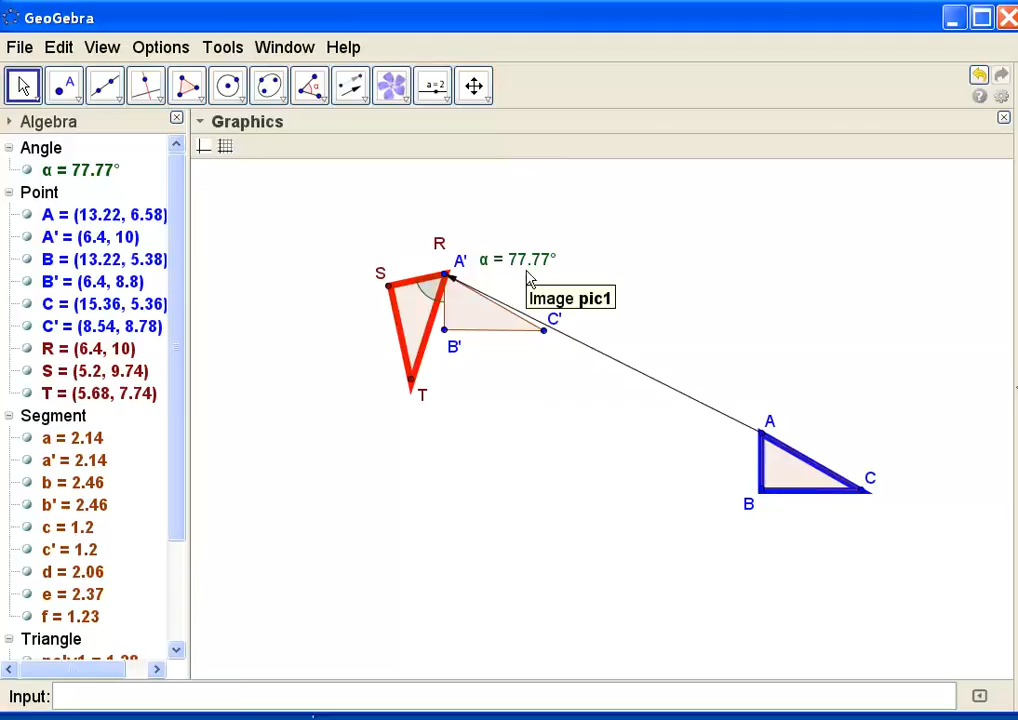 GeoGebra
File Edit View Options Tools Window Help
A
α
a=2
Algebra
Graphics
Angle
α = 77.77°
Point
A = (13.22, 6.58)
A' = (6.4, 10)
B = (13.22, 5.38)
B' = (6.4, 8.8)
C = (15.36, 5.36)
C' = (8.54, 8.78)
R = (6.4, 10)
S = (5.2, 9.74)
T = (5.68, 7.74)
Segment
a = 2.14
a' = 2.14
b = 2.46
b' = 2.46
c = 1.2
c' = 1.2
d = 2.06
e = 2.37
f = 1.23
Triangle
R
A' α = 77.77°
S
Image pic1
C'
B'
T
A
C
B
Input: